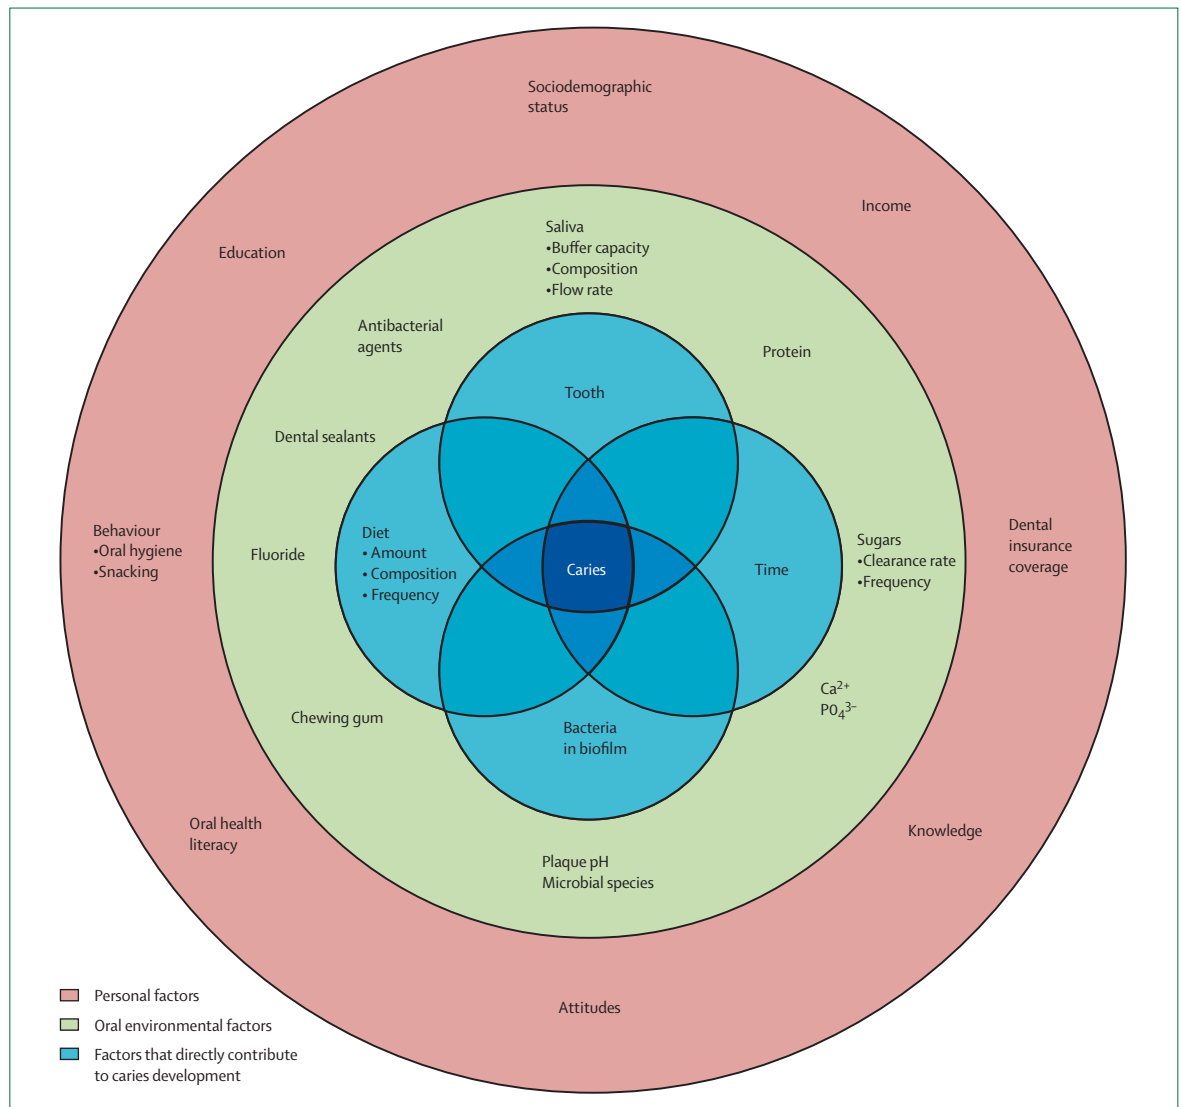 Sociodemographic
status
Income
Education
Saliva
•Buffer capacity
•Composition
•Flow rate
Antibacterial
agents
Protein
Tooth
Dental sealants
Behaviour
•Oral hygiene
•Snacking
Fluoride
Diet
• Amount
• Composition
• Frequency
Caries
Time
Sugars
•Clearance rate
•Frequency
Dental
insurance
coverage
Ca²⁺
PO₄³⁻
Chewing gum
Bacteria
in biofilm
Oral health
literacy
Knowledge
Plaque pH
Microbial species
Attitudes
Personal factors
Oral environmental factors
Factors that directly contribute
to caries development